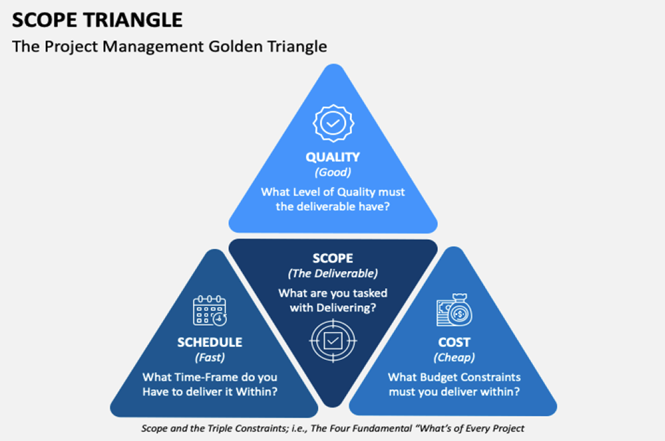 SCOPE TRIANGLE
The Project Management Golden Triangle
QUALITY
(Good)
What Level of Quality must
the deliverable have?
SCOPE
(The Deliverable)
What are you tasked
with Delivering?
SCHEDULE
(Fast)
What Time-Frame do you
Have to deliver it Within?
COST
(Cheap)
What Budget Constraints
must you deliver within?
Scope and the Triple Constraints; i.e., The Four Fundamental “What’s of Every Project